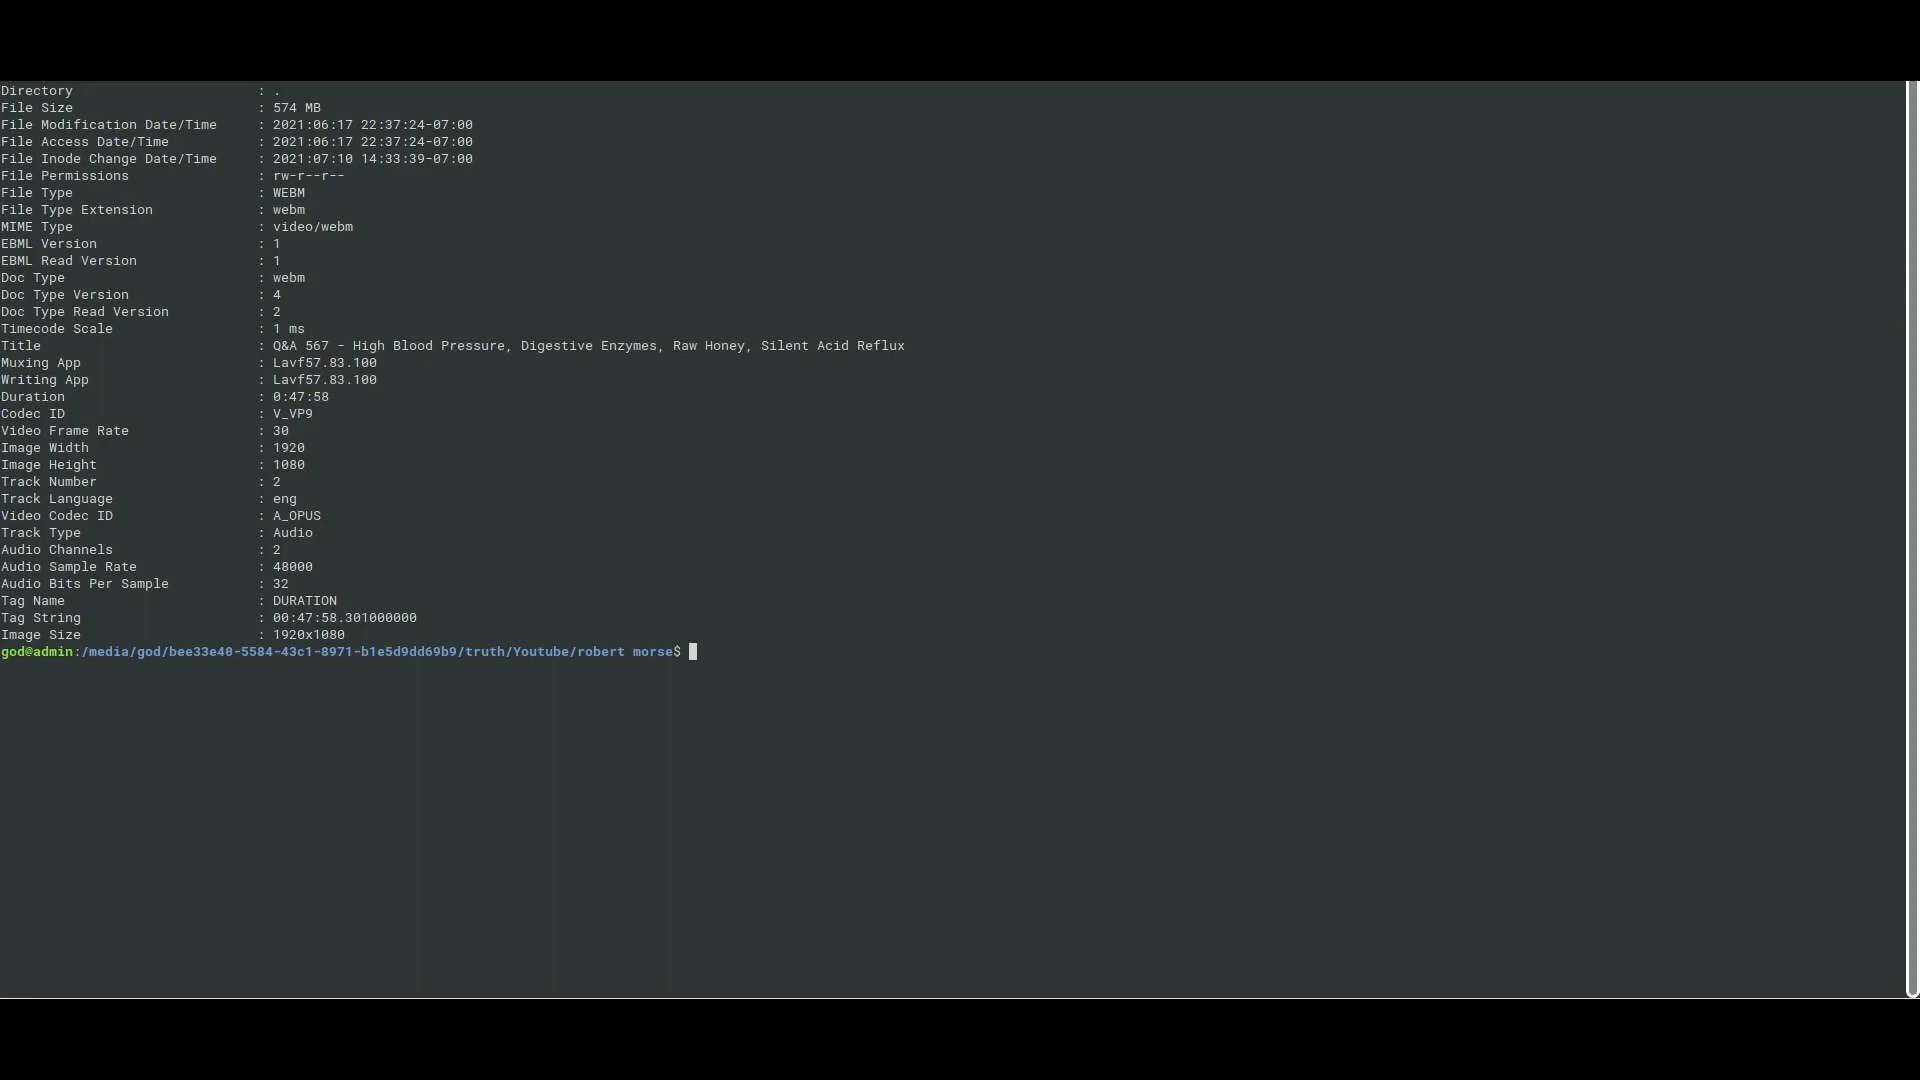 Directory                       : .
File Size                       : 574 MB
File Modification Date/Time     : 2021:06:17 22:37:24-07:00
File Access Date/Time           : 2021:06:17 22:37:24-07:00
File Inode Change Date/Time     : 2021:07:10 14:33:39-07:00
File Permissions                : rw-r--r--
File Type                       : WEBM
File Type Extension             : webm
MIME Type                       : video/webm
EBML Version                    : 1
EBML Read Version               : 1
Doc Type                        : webm
Doc Type Version                : 4
Doc Type Read Version           : 2
Timecode Scale                  : 1 ms
Title                           : Q&A 567 - High Blood Pressure, Digestive Enzymes, Raw Honey, Silent Acid Reflux
Muxing App                      : Lavf57.83.100
Writing App                     : Lavf57.83.100
Duration                        : 0:47:58
Codec ID                        : V_VP9
Video Frame Rate                : 30
Image Width                     : 1920
Image Height                    : 1080
Track Number                    : 2
Track Language                  : eng
Video Codec ID                  : A_OPUS
Track Type                      : Audio
Audio Channels                  : 2
Audio Sample Rate               : 48000
Audio Bits Per Sample           : 32
Tag Name                        : DURATION
Tag String                      : 00:47:58.301000000
Image Size                      : 1920x1080
god@admin:/media/god/bee33e40-5584-43c1-8971-b1e5d9dd69b9/truth/Youtube/robert morse$